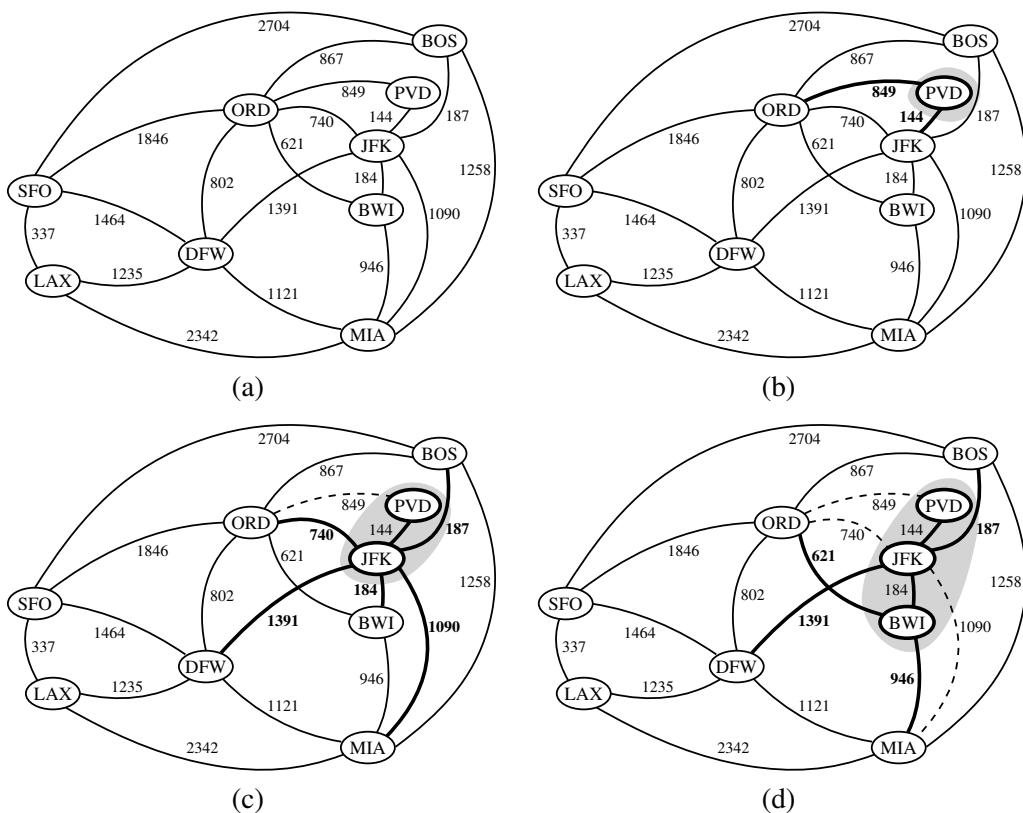 2704
BOS
867
PVD
849
ORD
144
187
740
JFK
1846
621
1258
184
SFO
802
BWI
1464
1391
1090
337
DFW
946
LAX
1235
1121
MIA
2342
(a)
2704
BOS
867
PVD
849
ORD
144
187
740
JFK
1846
621
1258
184
SFO
802
BWI
1464
1391
1090
337
DFW
946
LAX
1235
1121
MIA
2342
(b)
2704
BOS
867
PVD
849
ORD
144
187
740
JFK
1846
621
1258
184
SFO
802
BWI
1464
1391
1090
337
DFW
946
LAX
1235
1121
MIA
2342
(c)
2704
BOS
867
PVD
849
ORD
144
187
740
JFK
1846
621
1258
184
SFO
802
BWI
1464
1391
1090
337
DFW
946
LAX
1235
1121
MIA
2342
(d)